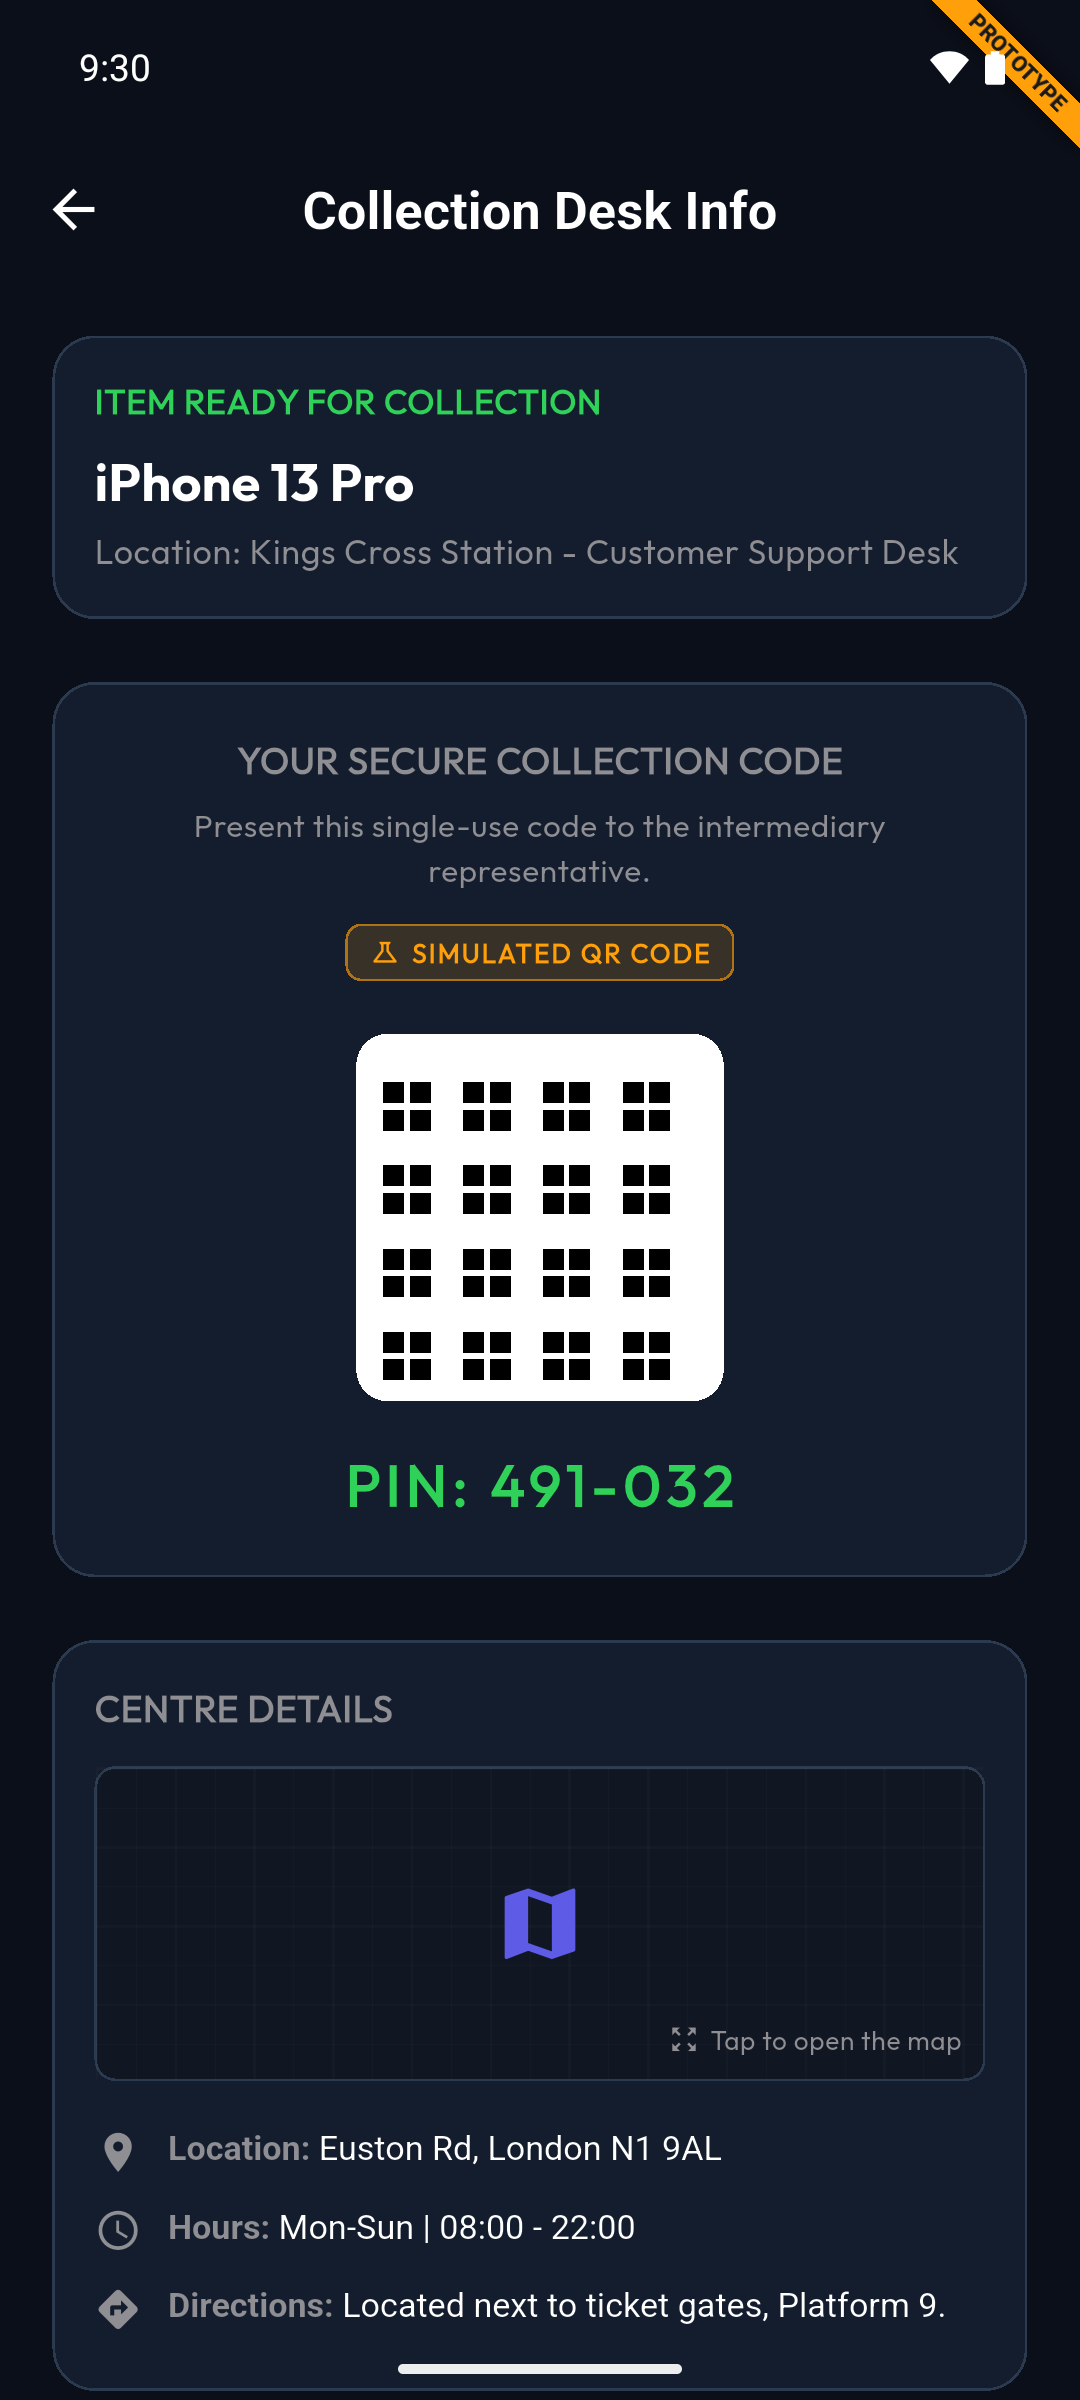 9:30
PROTOTYPE
Collection Desk Info
ITEM READY FOR COLLECTION
iPhone 13 Pro
Location: Kings Cross Station - Customer Support Desk
YOUR SECURE COLLECTION CODE
Present this single-use code to the intermediary
representative.
SIMULATED QR CODE
PIN: 491-032
CENTRE DETAILS
Tap to open the map
Location: Euston Rd, London N1 9AL
Hours: Mon-Sun | 08:00 - 22:00
Directions: Located next to ticket gates, Platform 9.